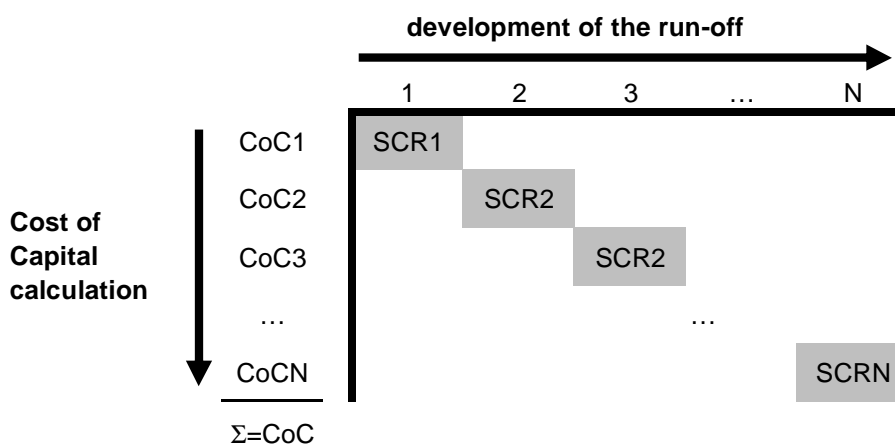 development of the run-off
1 2 3 … N
CoC1 SCR1
CoC2 SCR2
Cost of
Capital
calculation
CoC3 SCR2
… …
CoCN SCRN
Σ=CoC